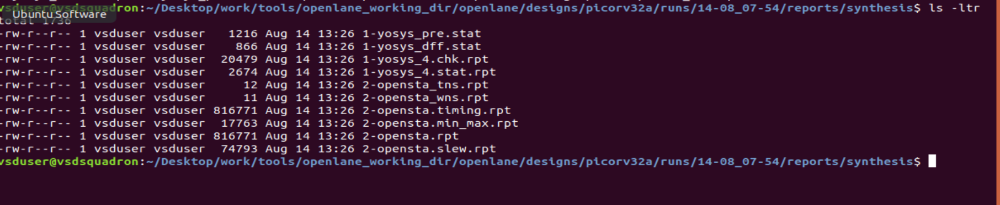 vsduser@vsdsquadron:~/Desktop/work/tools/openlane_working_dir/openlane/designs/picorv32a/runs/14-08_07-54/reports/synthesis$ ls -ltr
Ubuntu Software
total 1736
-rw-r--r-- 1 vsduser vsduser   1216 Aug 14 13:26 1-yosys_pre.stat
-rw-r--r-- 1 vsduser vsduser    866 Aug 14 13:26 1-yosys_dff.stat
-rw-r--r-- 1 vsduser vsduser  20479 Aug 14 13:26 1-yosys_4.chk.rpt
-rw-r--r-- 1 vsduser vsduser   2674 Aug 14 13:26 1-yosys_4.stat.rpt
-rw-r--r-- 1 vsduser vsduser     12 Aug 14 13:26 2-opensta_tns.rpt
-rw-r--r-- 1 vsduser vsduser     11 Aug 14 13:26 2-opensta_wns.rpt
-rw-r--r-- 1 vsduser vsduser 816771 Aug 14 13:26 2-opensta.timing.rpt
-rw-r--r-- 1 vsduser vsduser  17763 Aug 14 13:26 2-opensta.min_max.rpt
-rw-r--r-- 1 vsduser vsduser 816771 Aug 14 13:26 2-opensta.rpt
-rw-r--r-- 1 vsduser vsduser  74793 Aug 14 13:26 2-opensta.slew.rpt
vsduser@vsdsquadron:~/Desktop/work/tools/openlane_working_dir/openlane/designs/picorv32a/runs/14-08_07-54/reports/synthesis$